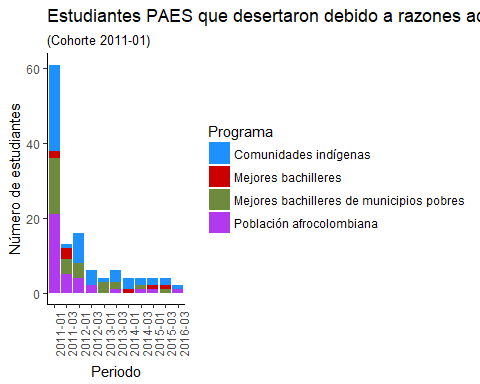 Estudiantes PAES que desertaron debido a razones
(Cohorte 2011-01)
Número de estudiantes
60
40
20
0
2011-01
2011-03
2012-01
2012-03
2013-01
2013-03
2014-01
2014-03
2015-01
2015-03
2016-03
Periodo
Programa
Comunidades indígenas
Mejores bachilleres
Mejores bachilleres de municipios pobres
Población afrocolombiana